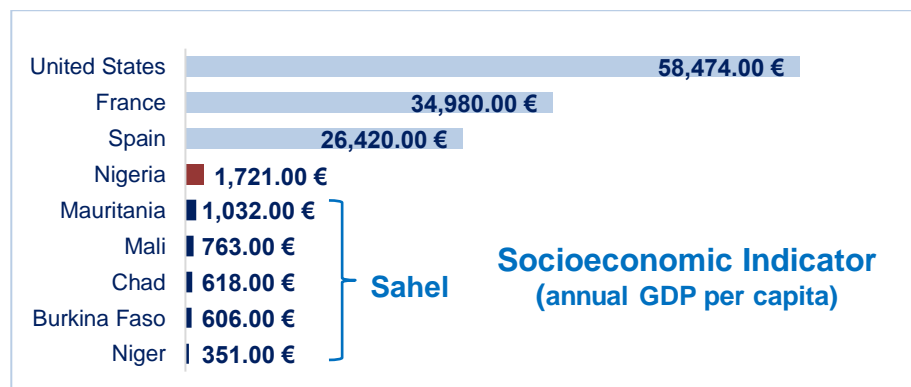 United States 58,474.00 €
France 34,980.00 €
Spain 26,420.00 €
Nigeria 1,721.00 €
Mauritania 1,032.00 €
Mali 763.00 €
Chad 618.00 €
Burkina Faso 606.00 €
Niger 351.00 €
Sahel
Socioeconomic Indicator
(annual GDP per capita)